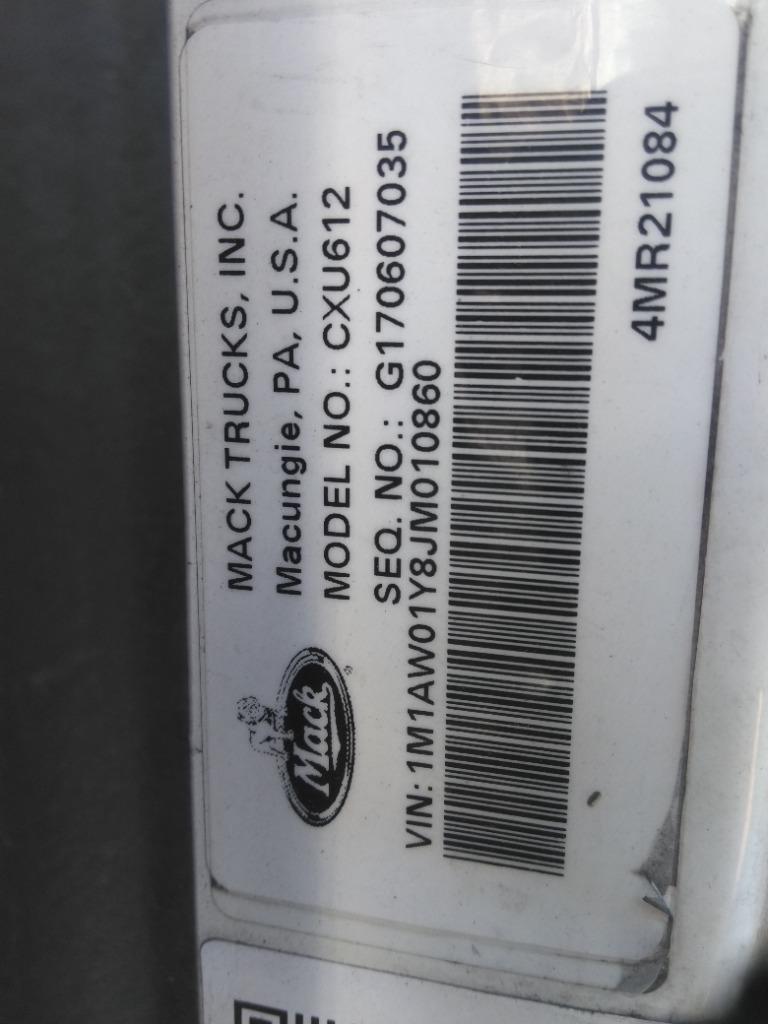 MACK TRUCKS, INC.
Macungie, PA, U.S.A.
MODEL NO.: CXU612
SEQ. NO.: G170607035
Mack®
VIN: 1M1AW01Y8JM010860
4MR21084